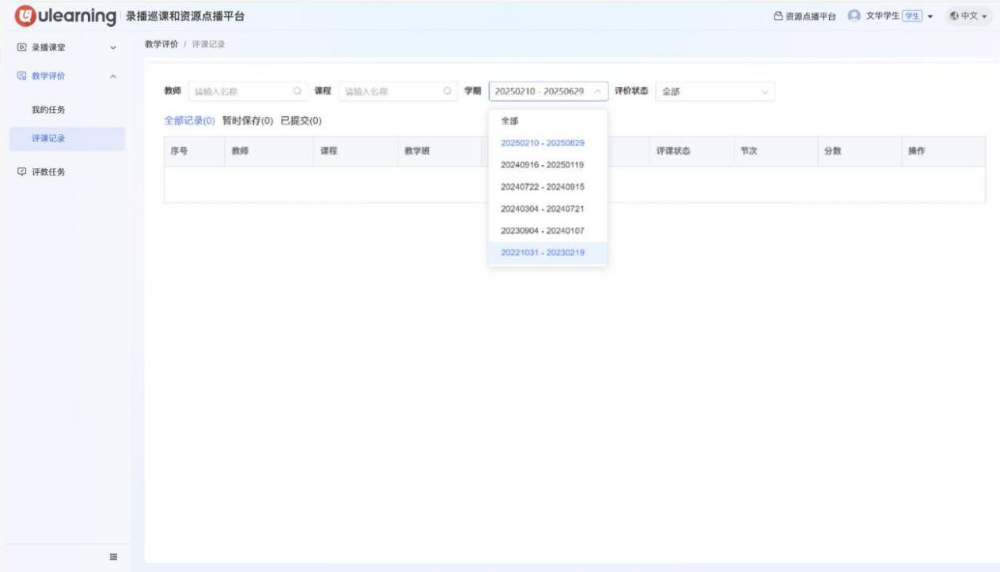 ulearning 录播巡课和资源点播平台 资源点播平台 文华学生 学生 中文
录播课堂
教学评价
我的任务
评课记录
评教任务
教学评价 / 评课记录
教师 请输入名称 课程 请输入名称 学期 20250210 - 20250629 评价状态 全部
全部记录(0) 暂时保存(0) 已提交(0)
序号 教师 课程 教学班 评课状态 节次 分数 操作
全部
20250210 - 20250629
20240916 - 20250119
20240722 - 20240915
20240304 - 20240721
20230904 - 20240107
20221031 - 20230219